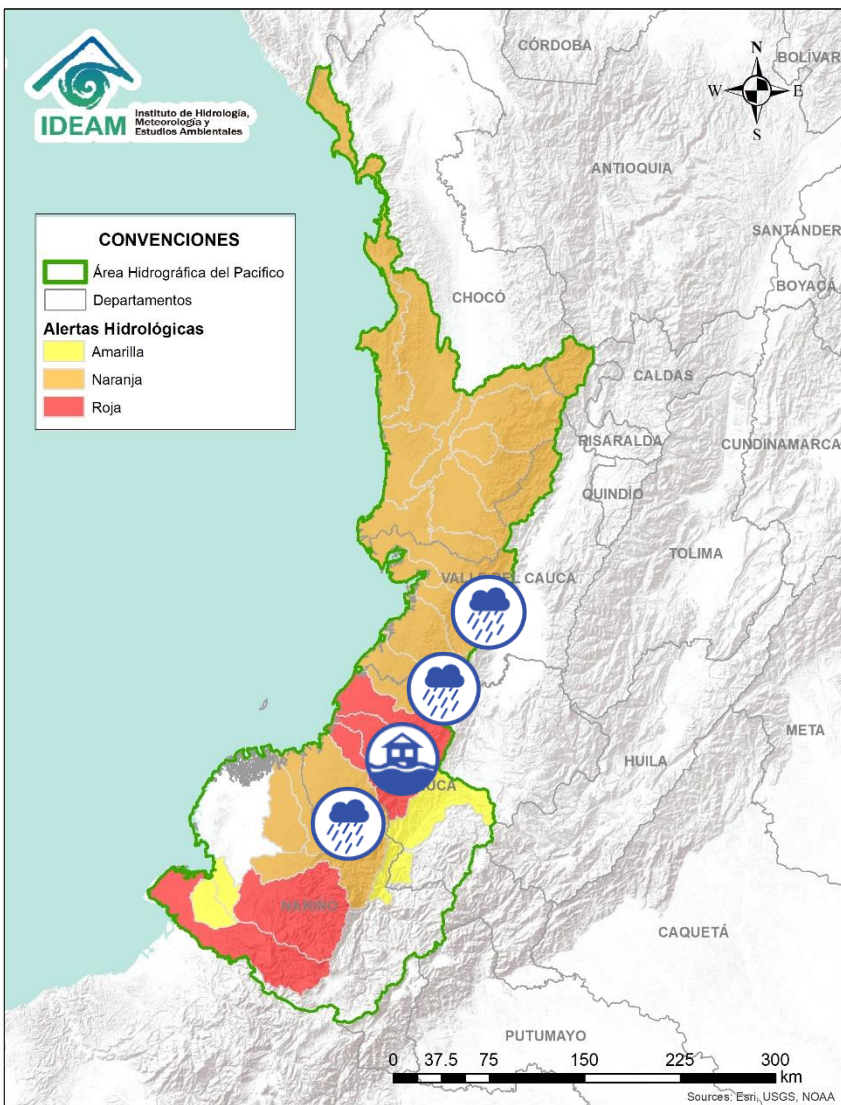 IDEAM
Instituto de Hidrología,
Meteorología y
Estudios Ambientales
N
W
E
S
CÓRDOBA
BOLÍVAR
ANTIOQUIA
SANTANDER
BOYACÁ
CONVENCIONES
Área Hidrográfica del Pacifico
Departamentos
Alertas Hidrológicas
Amarilla
Naranja
Roja
CHOCÓ
CALDAS
RISARALDA
CUNDINAMARCA
QUINDÍO
TOLIMA
VALLE DEL CAUCA
META
HUILA
UCA
NARIÑO
CAQUETÁ
PUTUMAYO
0 37.5 75 150 225 300
km
Sources: Esri, USGS, NOAA